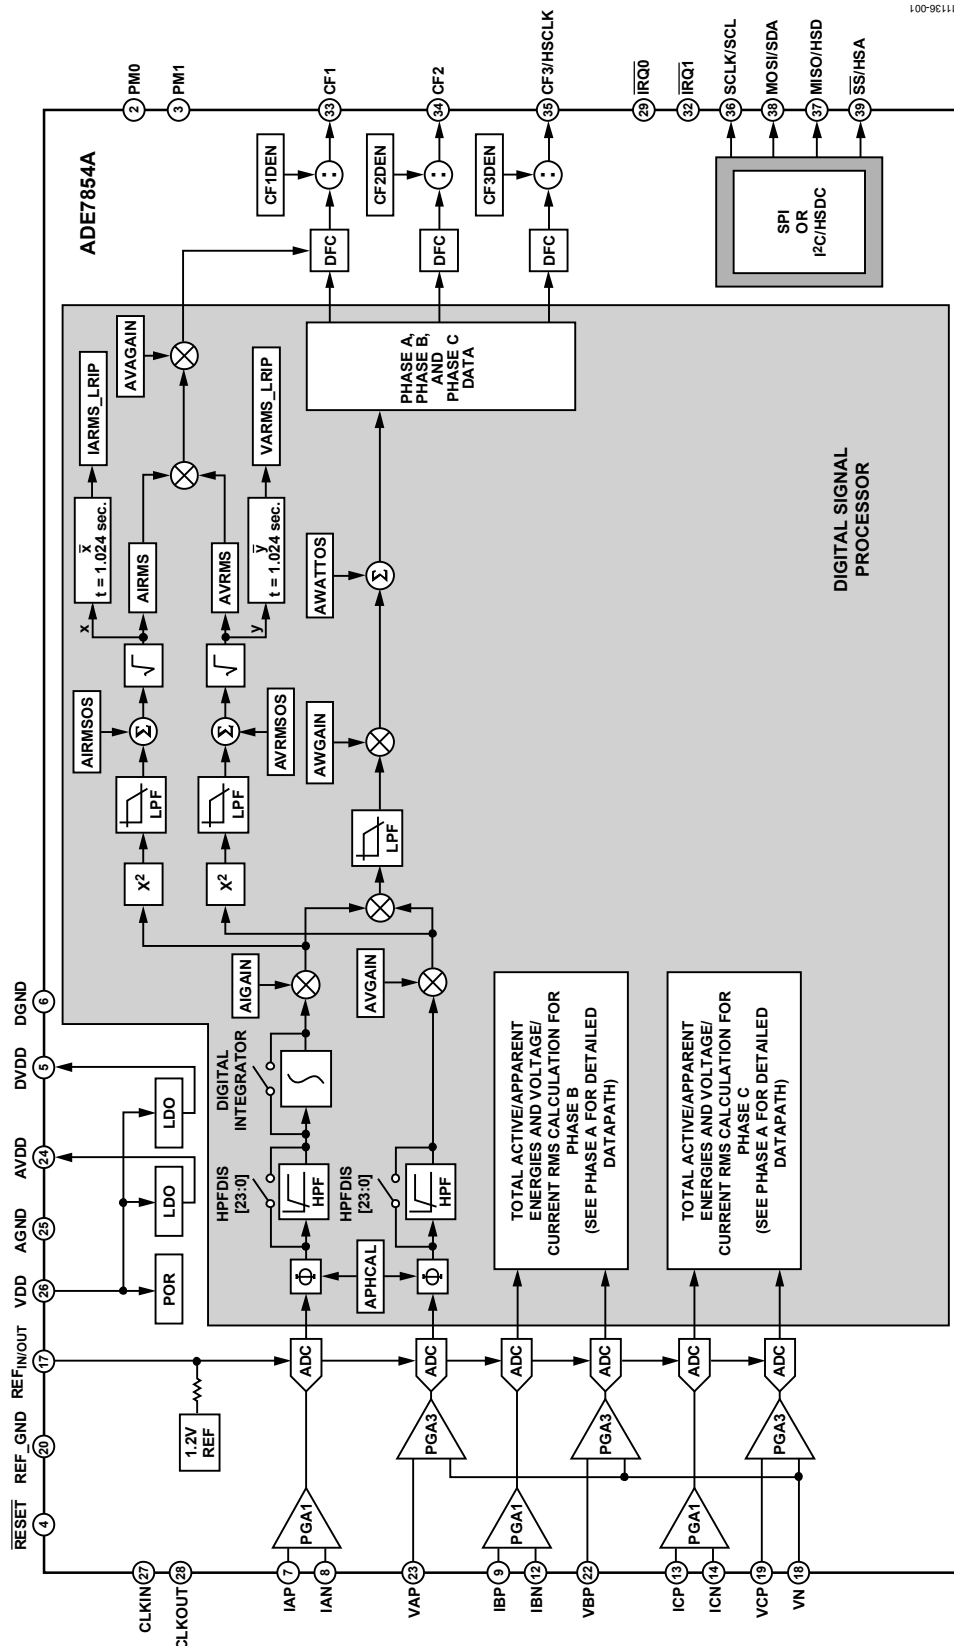 RESET
4
REF_GND
20
REFIN/OUT
17
VDD
26
AGND
25
AVDD
24
DVDD
5
DGND
6
CLKIN
27
CLKOUT
28
IAP
7
IAN
8
VAP
23
IBP
9
IBN
12
VBP
22
ICP
13
ICN
14
VCP
19
VN
18
1.2V
REF
POR
LDO
LDO
PGA1
PGA3
PGA1
PGA3
PGA1
PGA3
ADC
ADC
ADC
ADC
ADC
ADC
Φ
Φ
APHCAL
HPFDIS
[23:0]
HPF
HPFDIS
[23:0]
HPF
DIGITAL
INTEGRATOR
AIGAIN
AVGAIN
X2
X2
LPF
LPF
LPF
AIRMSOS
Σ
AVRMSOS
Σ
√
√
x
y
AIRMS
AVRMS
x
t = 1.024 sec.
y
t = 1.024 sec.
IARMS_LRIP
VARMS_LRIP
AVAGAIN
AWGAIN
AWATTOS
Σ
TOTAL ACTIVE/APPARENT
ENERGIES AND VOLTAGE/
CURRENT RMS CALCULATION FOR
PHASE B
(SEE PHASE A FOR DETAILED
DATAPATH)
TOTAL ACTIVE/APPARENT
ENERGIES AND VOLTAGE/
CURRENT RMS CALCULATION FOR
PHASE C
(SEE PHASE A FOR DETAILED
DATAPATH)
PHASE A,
PHASE B,
AND
PHASE C
DATA
DIGITAL SIGNAL
PROCESSOR
ADE7854A
DFC
DFC
DFC
CF1DEN
:
CF2DEN
:
CF3DEN
:
SPI
OR
I2C/HSDC
2
PM0
3
PM1
33
CF1
34
CF2
35
CF3/HSCLK
29
IRQ0
32
IRQ1
36
SCLK/SCL
38
MOSI/SDA
37
MISO/HSD
39
SS/HSA
11136-001